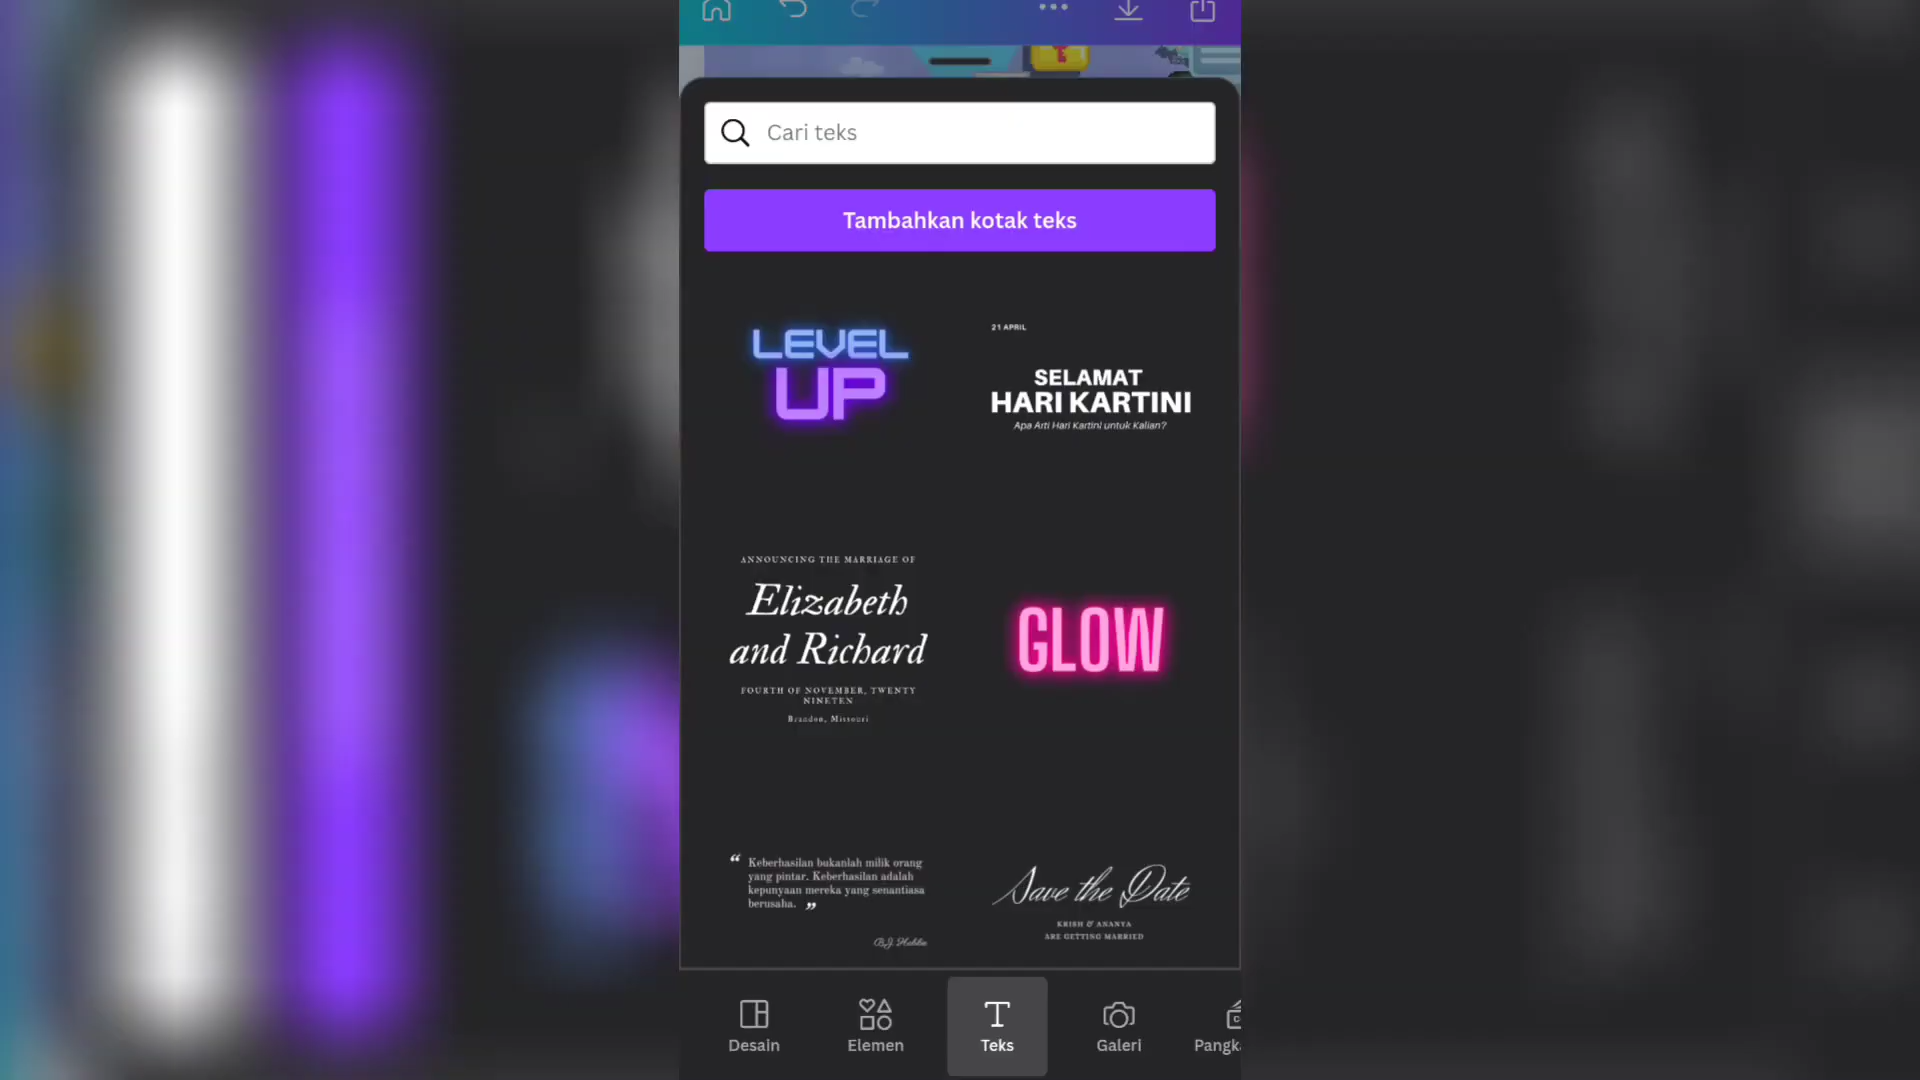 Cari teks
Tambahkan kotak teks
LEVEL
UP
21 APRIL
SELAMAT
HARI KARTINI
Apa Arti Hari Kartini untuk Kalian?
ANNOUNCING THE MARRIAGE OF
Elizabeth
and Richard
FOURTH OF NOVEMBER, TWENTY
NINETEEN
Brandon, Missouri
GLOW
“ Keberhasilan bukanlah milik orang
yang pintar. Keberhasilan adalah
kepunyaan mereka yang senantiasa
berusaha. ”
Save the Date
KRISH & ANANYA
ARE GETTING MARRIED
Desain
Elemen
Teks
Galeri
Pangka